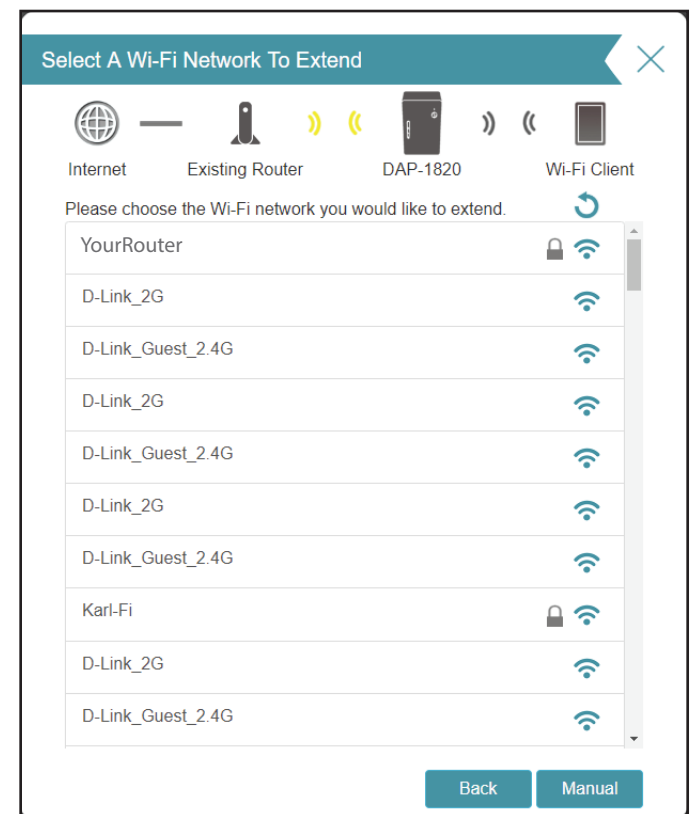 Select A Wi-Fi Network To Extend
Internet Existing Router DAP-1820 Wi-Fi Client
Please choose the Wi-Fi network you would like to extend.
YourRouter
D-Link_2G
D-Link_Guest_2.4G
D-Link_2G
D-Link_Guest_2.4G
D-Link_2G
D-Link_Guest_2.4G
Karl-Fi
D-Link_2G
D-Link_Guest_2.4G
Back Manual